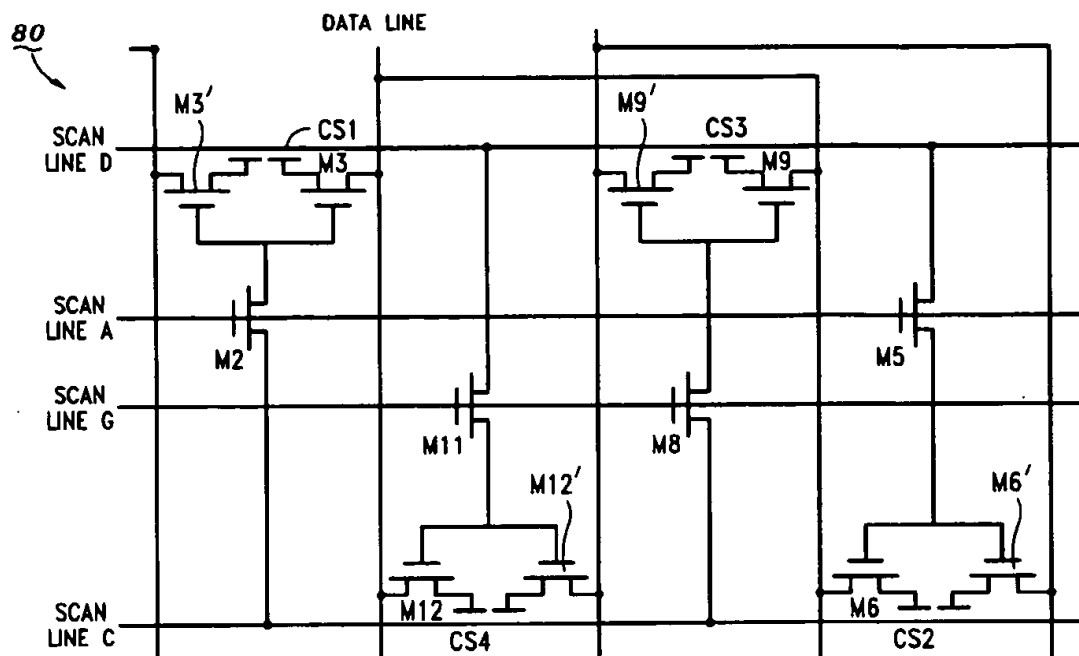 80
DATA LINE
M3'
M9'
SCAN
LINE D
CS1
CS3
M3
M9
SCAN
LINE A
M2
M5
SCAN
LINE G
M11
M8
M12'
M6'
M12
M6
SCAN
LINE C
CS4
CS2